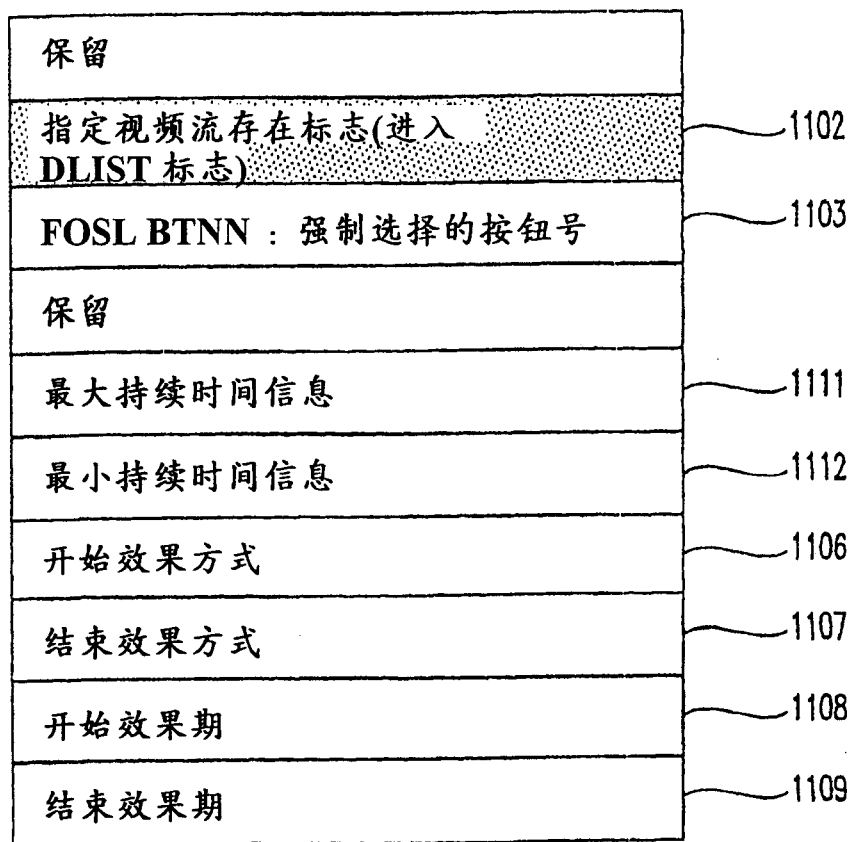 保留
指定视频流存在标志(进入
DLIST 标志)
1102
FOSL BTNN : 强制选择的按钮号
1103
保留
最大持续时间信息
1111
最小持续时间信息
1112
开始效果方式
1106
结束效果方式
1107
开始效果期
1108
结束效果期
1109